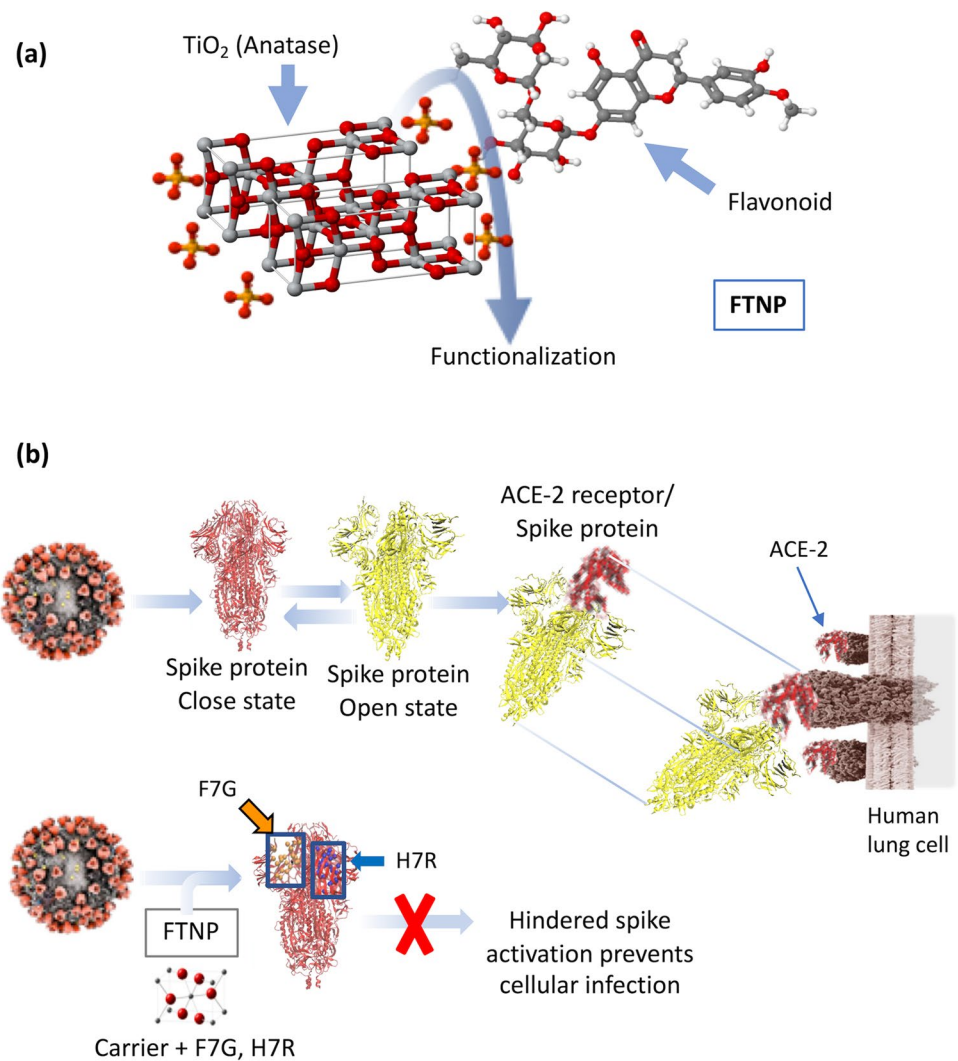 (a)
TiO₂ (Anatase)
Flavonoid
FTNP
Functionalization
(b)
ACE-2 receptor/
Spike protein
ACE-2
Spike protein
Close state
Spike protein
Open state
Human
lung cell
F7G
H7R
FTNP
Hindered spike
activation prevents
cellular infection
Carrier + F7G, H7R